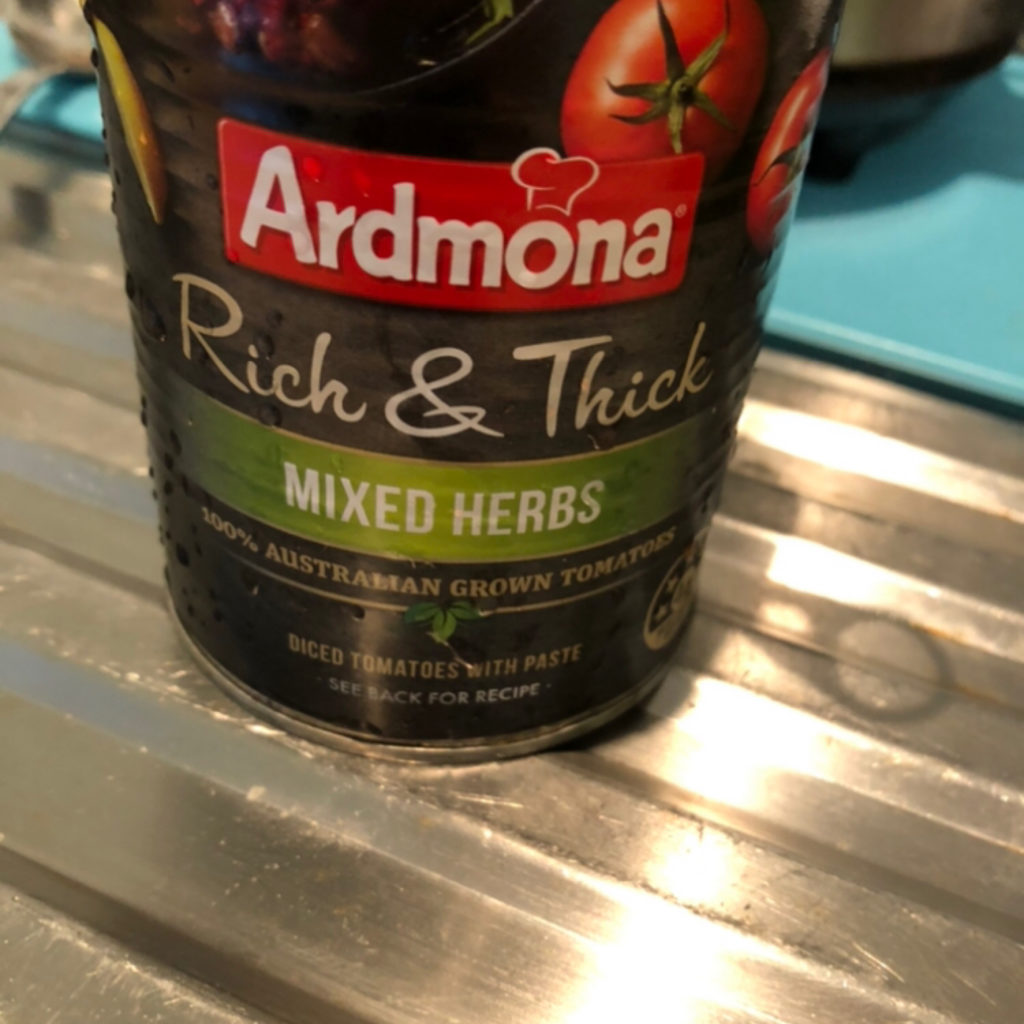 Ardmona®
Rich & Thick
MIXED HERBS
100% AUSTRALIAN GROWN TOMATOES
DICED TOMATOES WITH PASTE
· SEE BACK FOR RECIPE ·